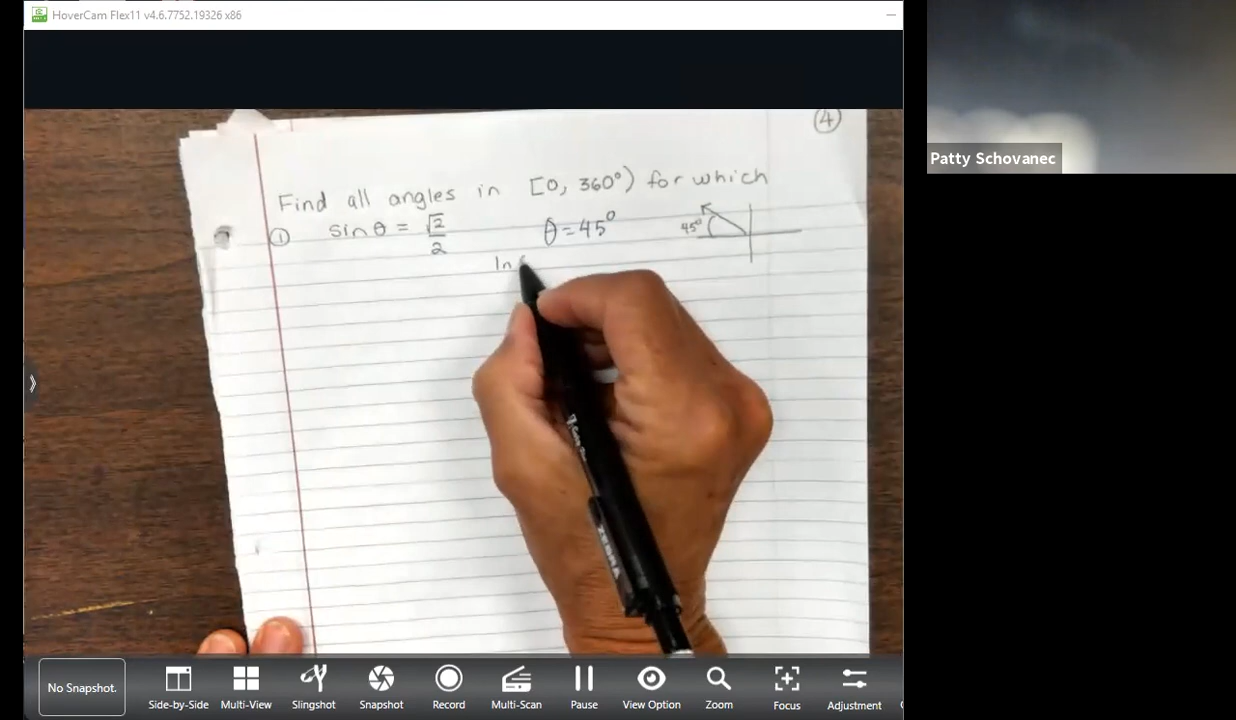 HoverCam Flex11 v4.6.7752.19326 x86
Patty Schovanec
4
Find all angles in [0, 360°) for which
① sin θ = √2/2 θ = 45° 45°
In
ZEBRA
No Snapshot.
Side-by-Side Multi-View Slingshot Snapshot Record Multi-Scan Pause View Option Zoom Focus Adjustment